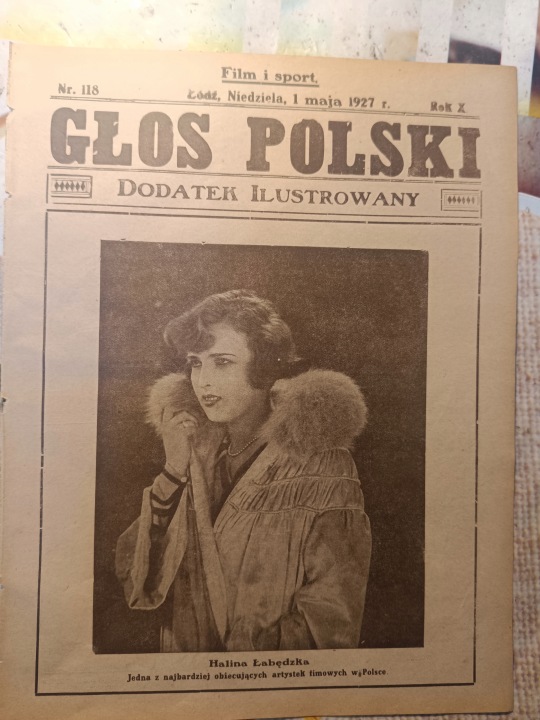 Film i sport.
Nr. 118 Łódź, Niedziela, 1 maja 1927 r. Rok X
GŁOS POLSKI
DODATEK ILUSTROWANY
Halina Łabędzka
Jedna z najbardziej obiecujących artystek fimowych w Polsce